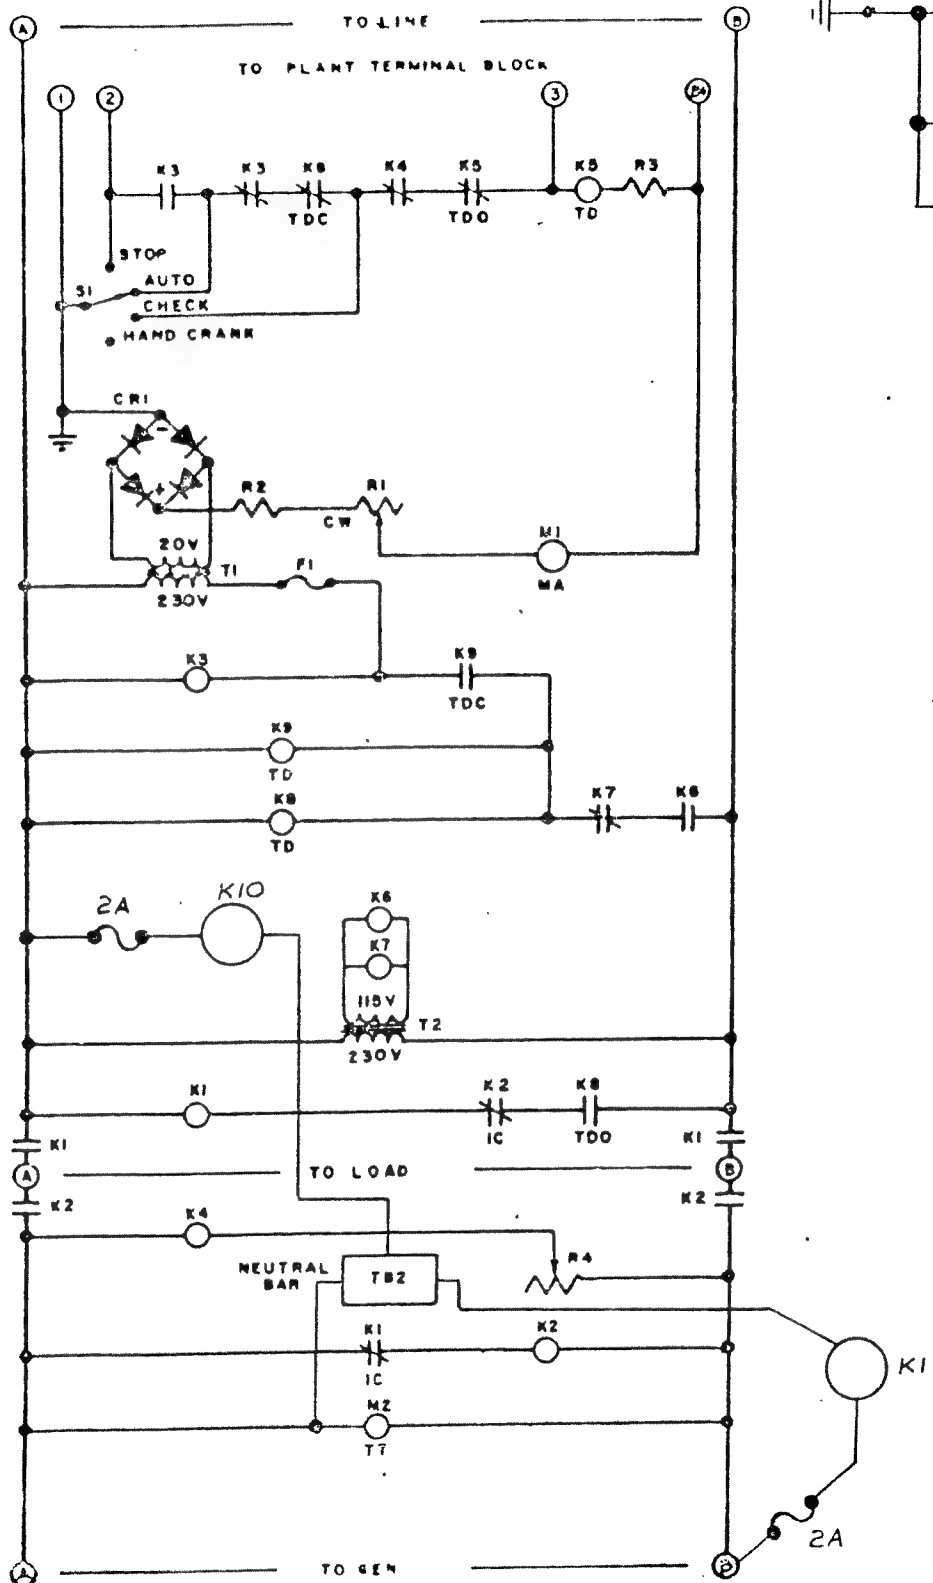 A TO LINE B
TO PLANT TERMINAL BLOCK
1 2 3
K3 K3 K8 K4 K5 K5 R3
TDC TDO TD
STOP
S1 AUTO
CHECK
HAND CRANK
CR1
-
+ R2 R1
CW
20V M1
T1 F1
230V MA
K3 K9
TDC
K9
TD
K8 K7 K6
TD
2A K10 K6
K7
115V
T2
230V
K1 K2 K8
IC TDO
K1 K1
A TO LOAD B
K2 K2
K4
NEUTRAL BAR TB2 R4
K1 K2
IC K1
M2
T7
2A
A TO GEN B